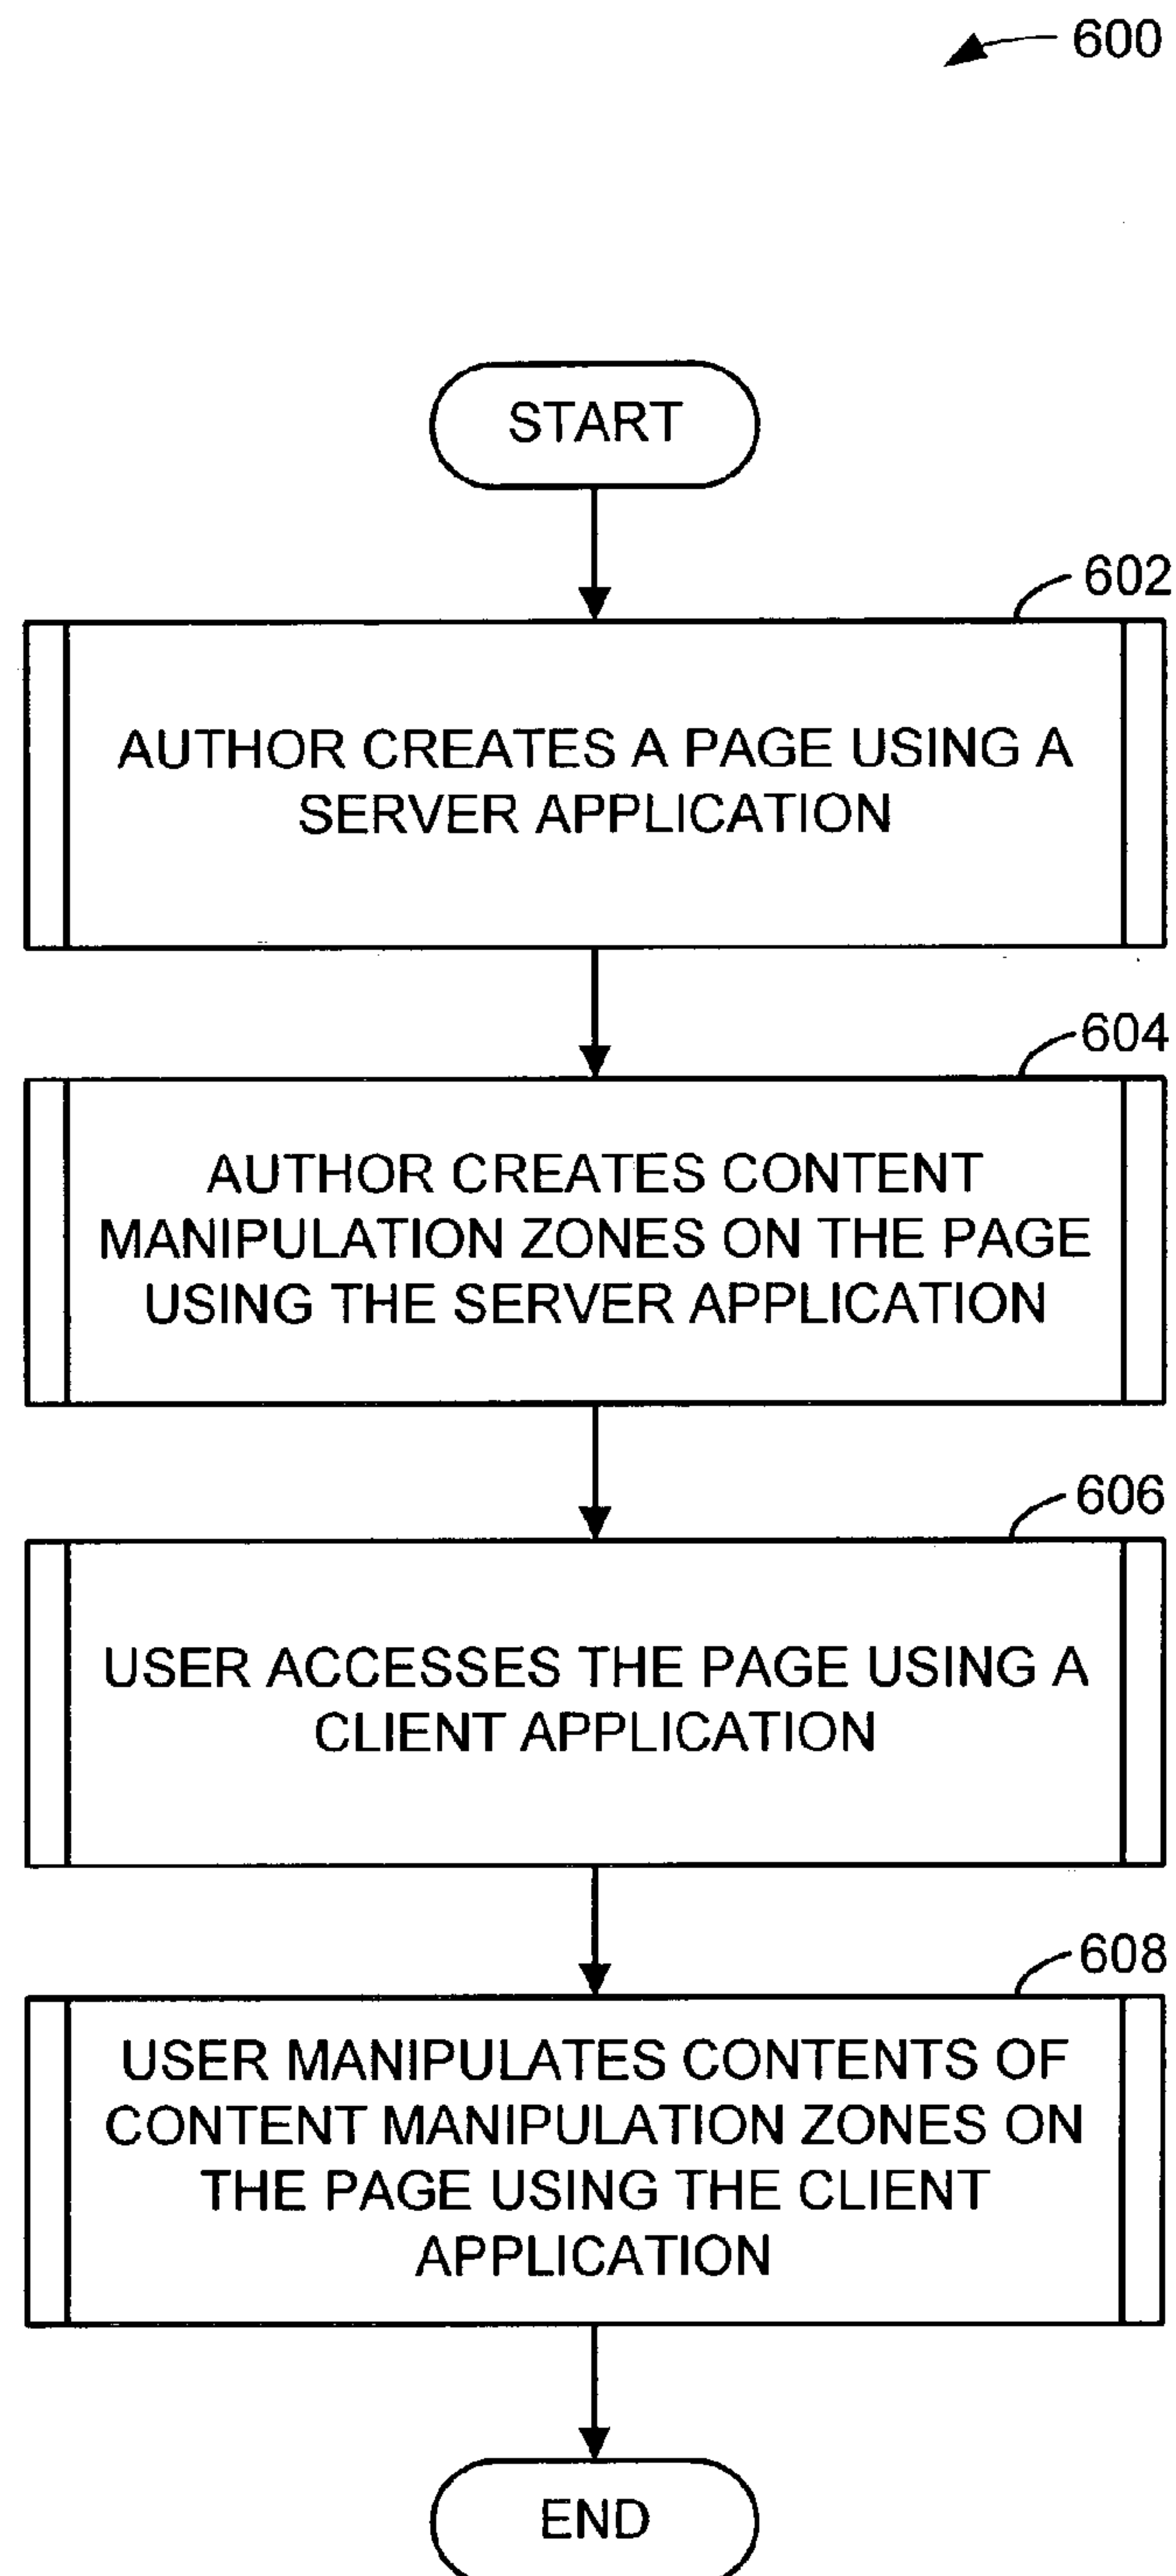 600
START
602
AUTHOR CREATES A PAGE USING A
SERVER APPLICATION
604
AUTHOR CREATES CONTENT
MANIPULATION ZONES ON THE PAGE
USING THE SERVER APPLICATION
606
USER ACCESSES THE PAGE USING A
CLIENT APPLICATION
608
USER MANIPULATES CONTENTS OF
CONTENT MANIPULATION ZONES ON
THE PAGE USING THE CLIENT
APPLICATION
END